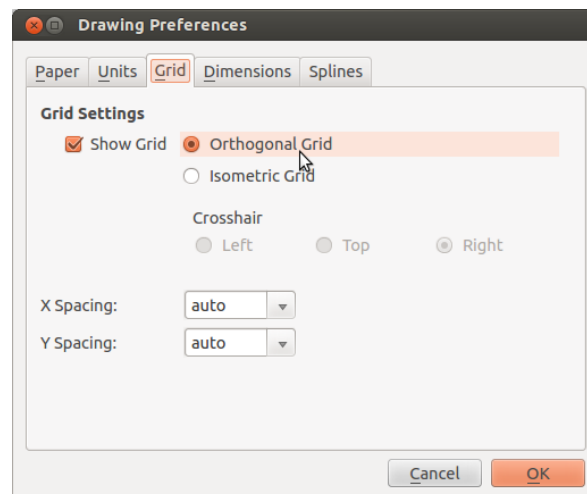 Drawing Preferences
Paper Units Grid Dimensions Splines
Grid Settings
Show Grid Orthogonal Grid
Isometric Grid
Crosshair
Left Top Right
X Spacing: auto
Y Spacing: auto
Cancel OK